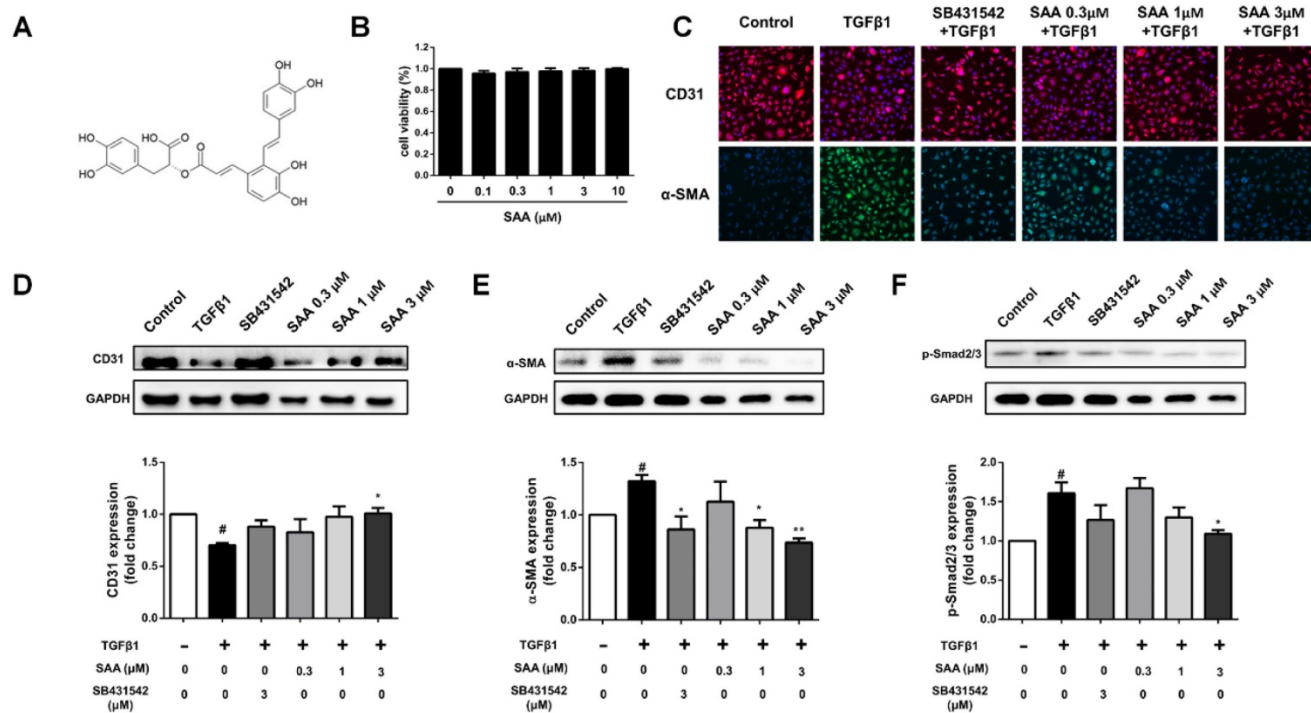 A
HO
HO
HO
O
O
O
OH
OH
OH
OH
B
cell viability (%)
1.2
1.0
0.8
0.6
0.4
0.2
0.0
0 0.1 0.3 1 3 10
SAA (μM)
C
Control TGFβ1 SB431542 +TGFβ1 SAA 0.3μM +TGFβ1 SAA 1μM +TGFβ1 SAA 3μM +TGFβ1
CD31
α-SMA
D
Control TGFβ1 SB431542 SAA 0.3 μM SAA 1 μM SAA 3 μM
CD31
GAPDH
CD31 expression
(fold change)
1.5
1.0
0.5
0.0
# *
TGFβ1 − + + + + +
SAA (μM) 0 0 0 0.3 1 3
SB431542 (μM) 0 0 3 0 0 0
E
Control TGFβ1 SB431542 SAA 0.3 μM SAA 1 μM SAA 3 μM
α-SMA
GAPDH
α-SMA expression
(fold change)
1.5
1.0
0.5
0.0
# * * **
TGFβ1 − + + + + +
SAA (μM) 0 0 0 0.3 1 3
SB431542 (μM) 0 0 3 0 0 0
F
Control TGFβ1 SB431542 SAA 0.3 μM SAA 1 μM SAA 3 μM
p-Smad2/3
GAPDH
p-Smad2/3 expression
(fold change)
2.0
1.5
1.0
0.5
0.0
# *
TGFβ1 − + + + + +
SAA (μM) 0 0 0 0.3 1 3
SB431542 (μM) 0 0 3 0 0 0